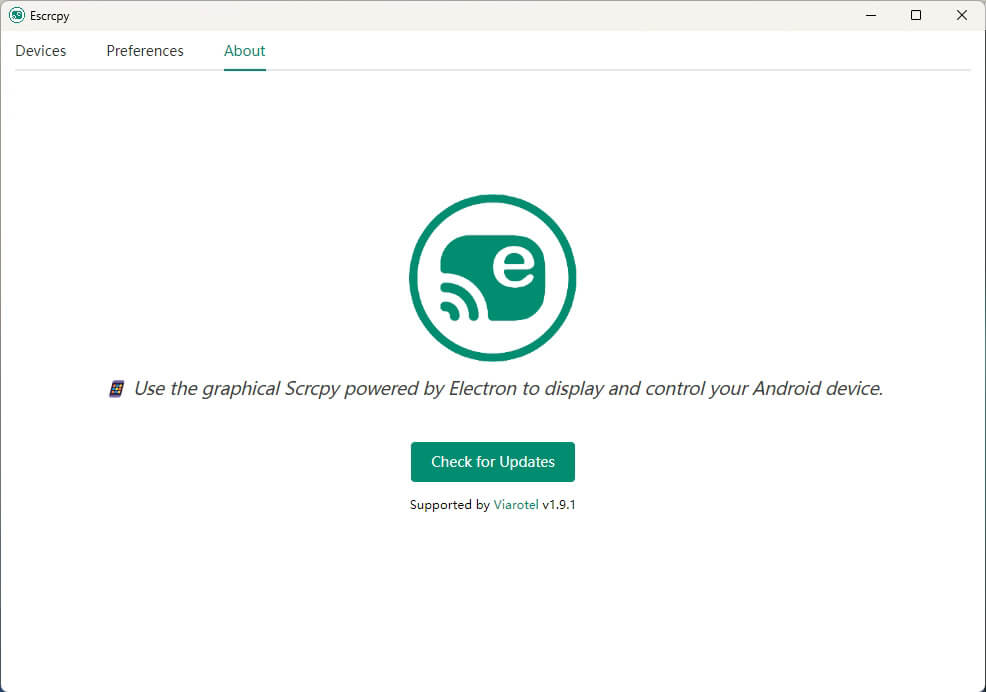 Escrcpy
Devices Preferences About
e
Use the graphical Scrcpy powered by Electron to display and control your Android device.
Check for Updates
Supported by Viarotel v1.9.1